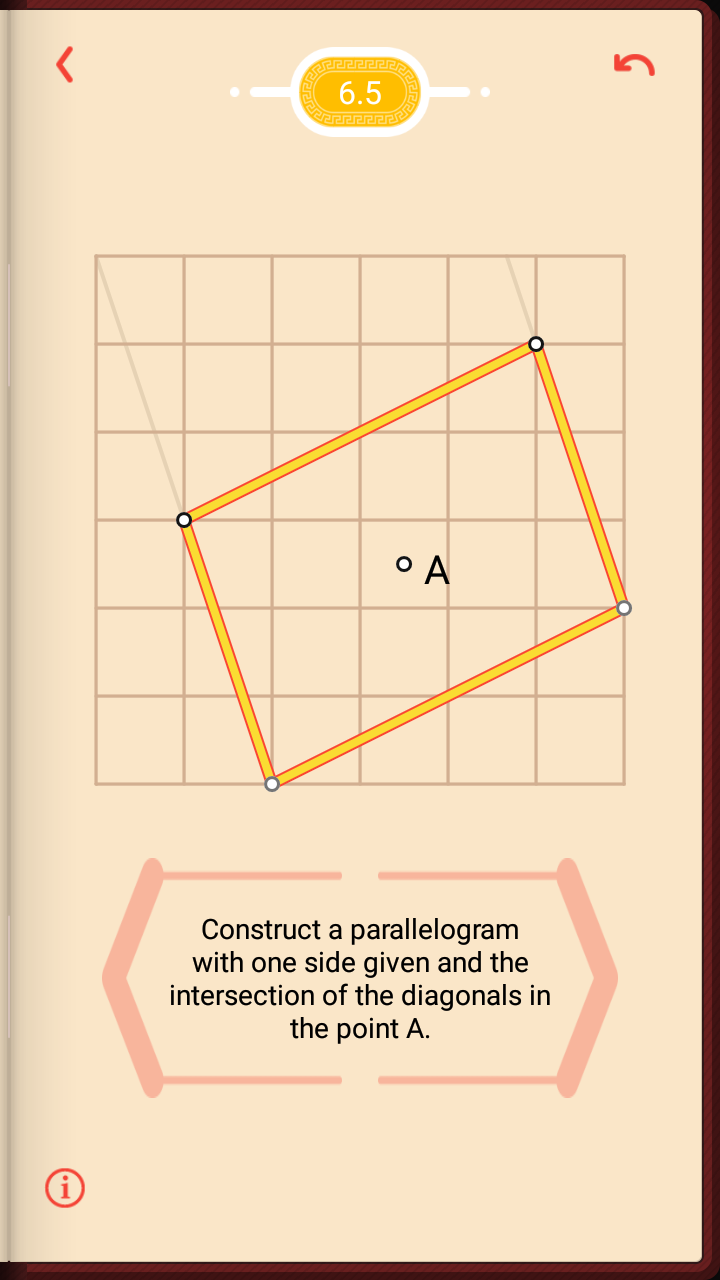 6.5
A
Construct a parallelogram
with one side given and the
intersection of the diagonals in
the point A.
i